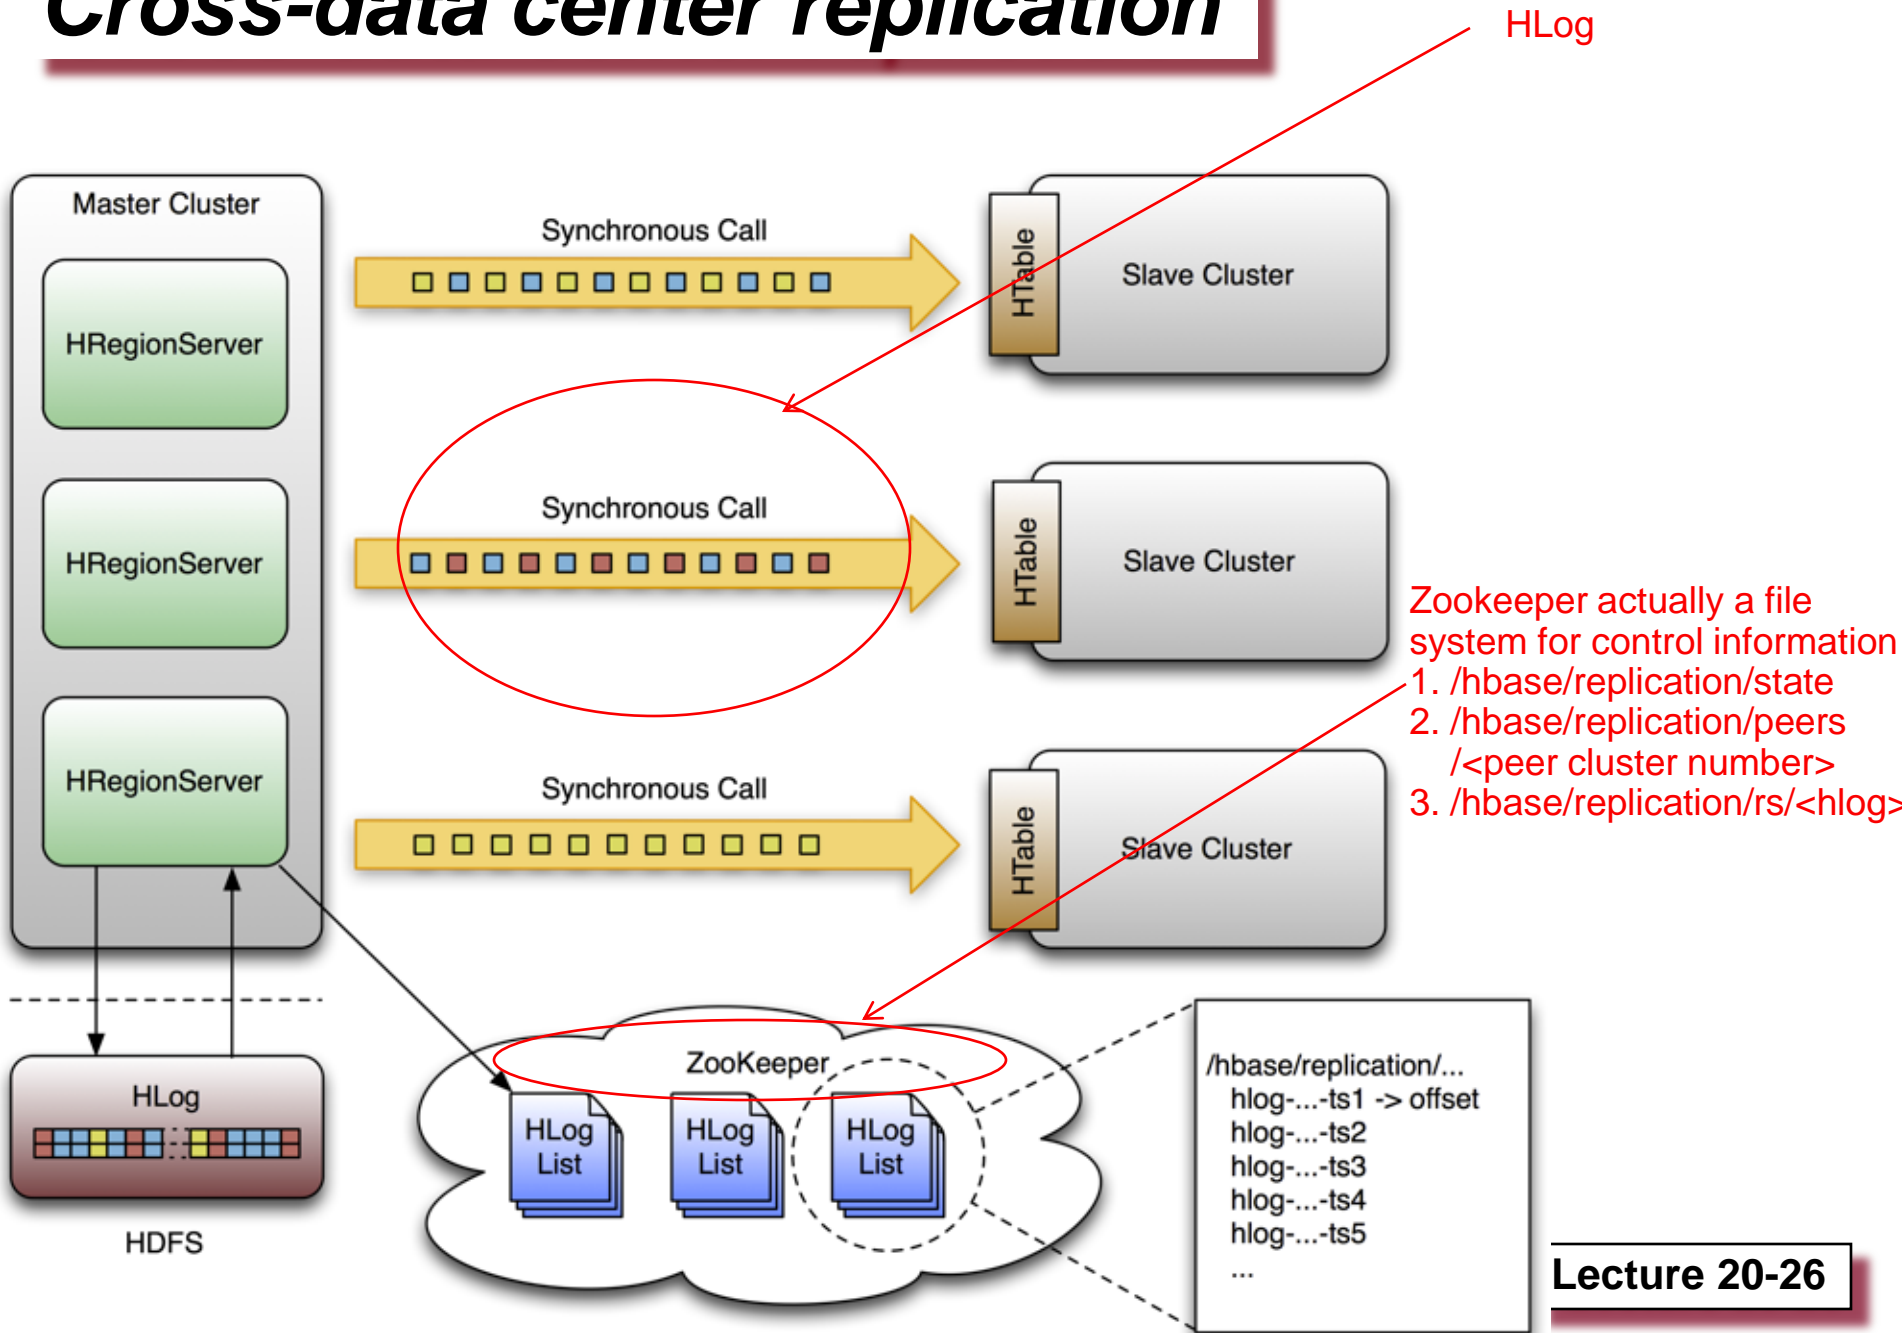 Cross-data center replication
HLog
Master Cluster
HRegionServer
HRegionServer
HRegionServer
Synchronous Call
HTable
Slave Cluster
Synchronous Call
HTable
Slave Cluster
Synchronous Call
HTable
Slave Cluster
Zookeeper actually a file
system for control information
1. /hbase/replication/state
2. /hbase/replication/peers
/<peer cluster number>
3. /hbase/replication/rs/<hlog>
HLog
HDFS
ZooKeeper
HLog
List
HLog
List
HLog
List
/hbase/replication/...
hlog-...-ts1 -> offset
hlog-...-ts2
hlog-...-ts3
hlog-...-ts4
hlog-...-ts5
...
Lecture 20-26